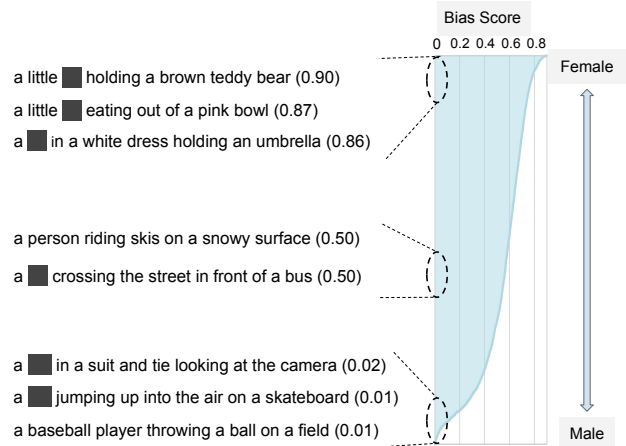 Bias Score
0 0.2 0.4 0.6 0.8
Female
a little holding a brown teddy bear (0.90)
a little eating out of a pink bowl (0.87)
a in a white dress holding an umbrella (0.86)
a person riding skis on a snowy surface (0.50)
a crossing the street in front of a bus (0.50)
a in a suit and tie looking at the camera (0.02)
a jumping up into the air on a skateboard (0.01)
a baseball player throwing a ball on a field (0.01)
Male